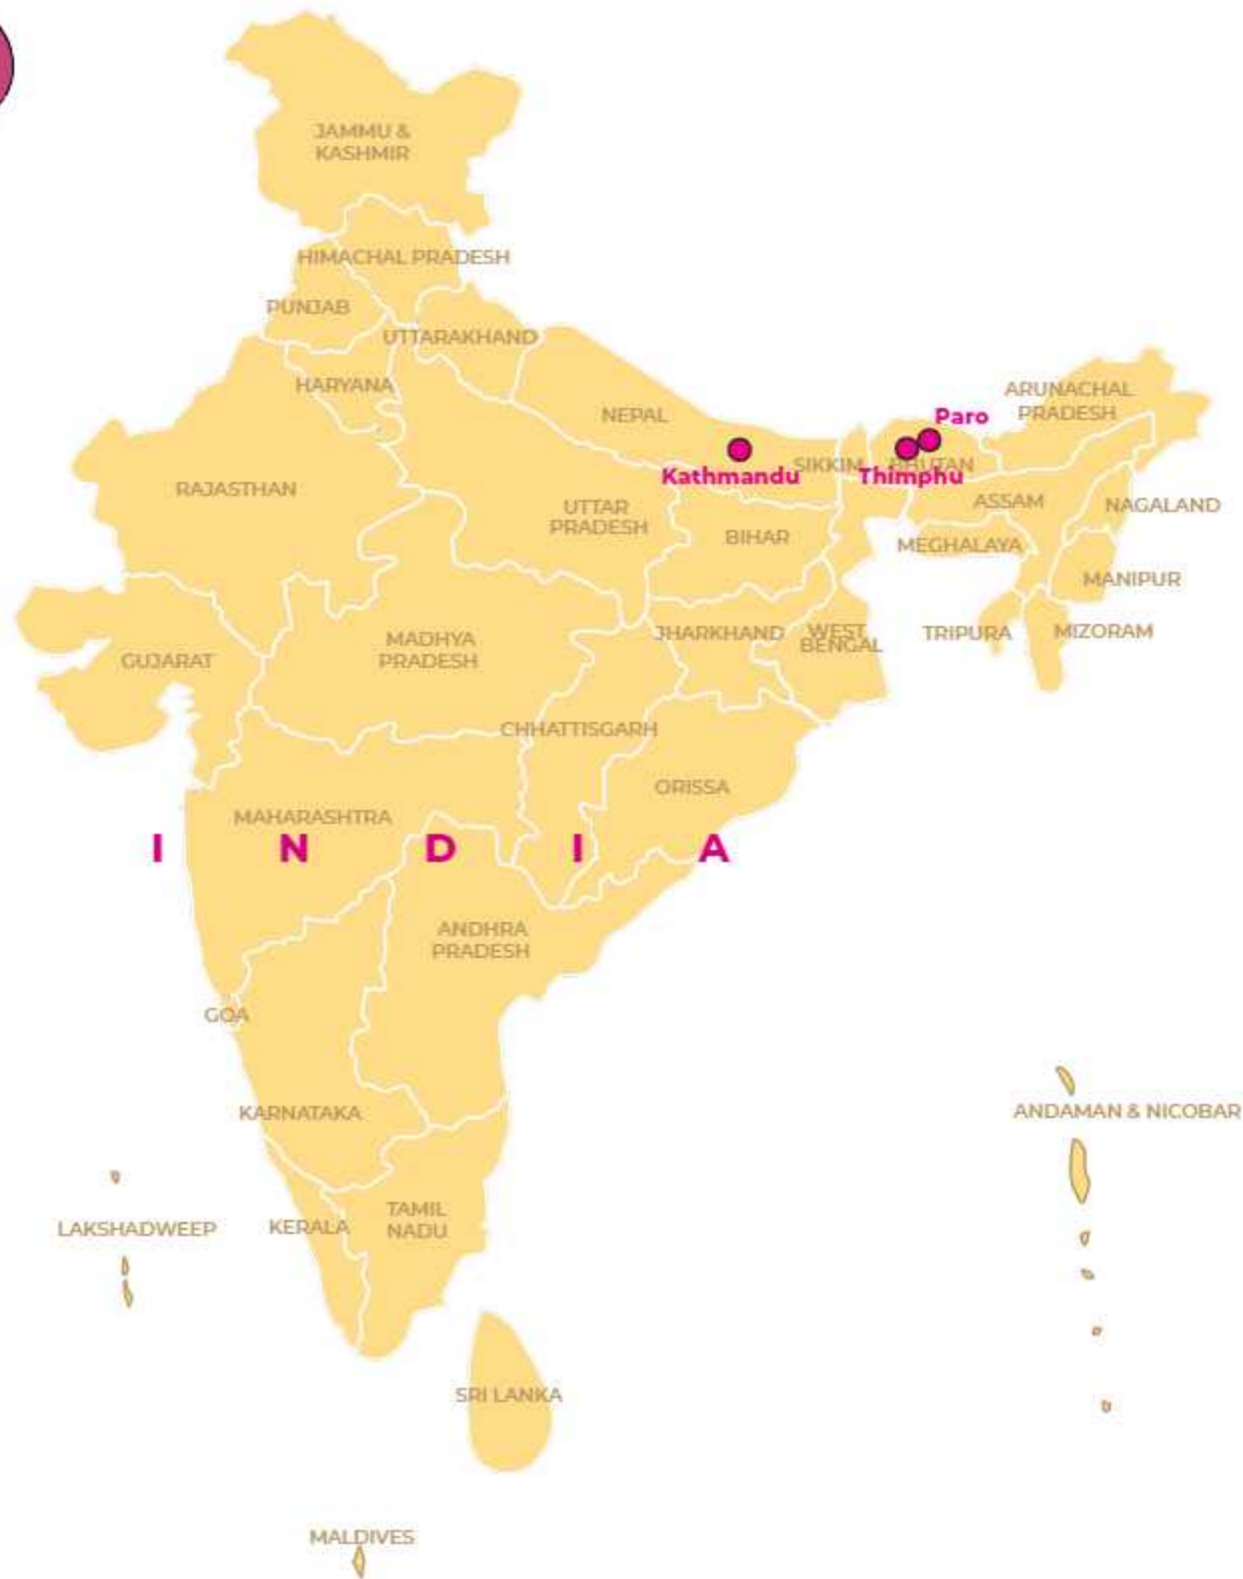 JAMMU &
KASHMIR
HIMACHAL PRADESH
PUNJAB
UTTARAKHAND
HARYANA
ARUNACHAL
PRADESH
NEPAL
Paro
Kathmandu
SIKKIM
BHUTAN
Thimphu
RAJASTHAN
UTTAR
PRADESH
ASSAM
NAGALAND
BIHAR
MEGHALAYA
MANIPUR
GUJARAT
MADHYA
PRADESH
JHARKHAND
WEST
BENGAL
TRIPURA
MIZORAM
CHHATTISGARH
ORISSA
MAHARASHTRA
I N D I A
ANDHRA
PRADESH
GOA
KARNATAKA
ANDAMAN & NICOBAR
LAKSHADWEEP
KERALA
TAMIL
NADU
SRI LANKA
MALDIVES